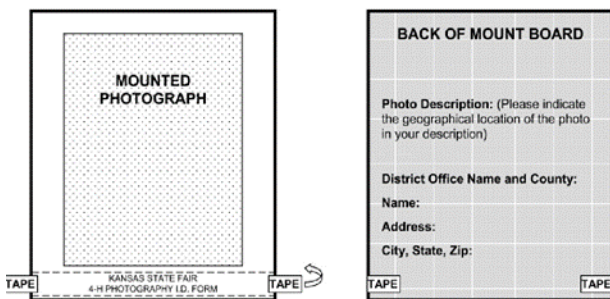 MOUNTED
PHOTOGRAPH
KANSAS STATE FAIR
4-H PHOTOGRAPHY I.D. FORM
TAPE
TAPE
BACK OF MOUNT BOARD
Photo Description: (Please indicate
the geographical location of the photo
in your description)
District Office Name and County:
Name:
Address:
City, State, Zip:
TAPE
TAPE